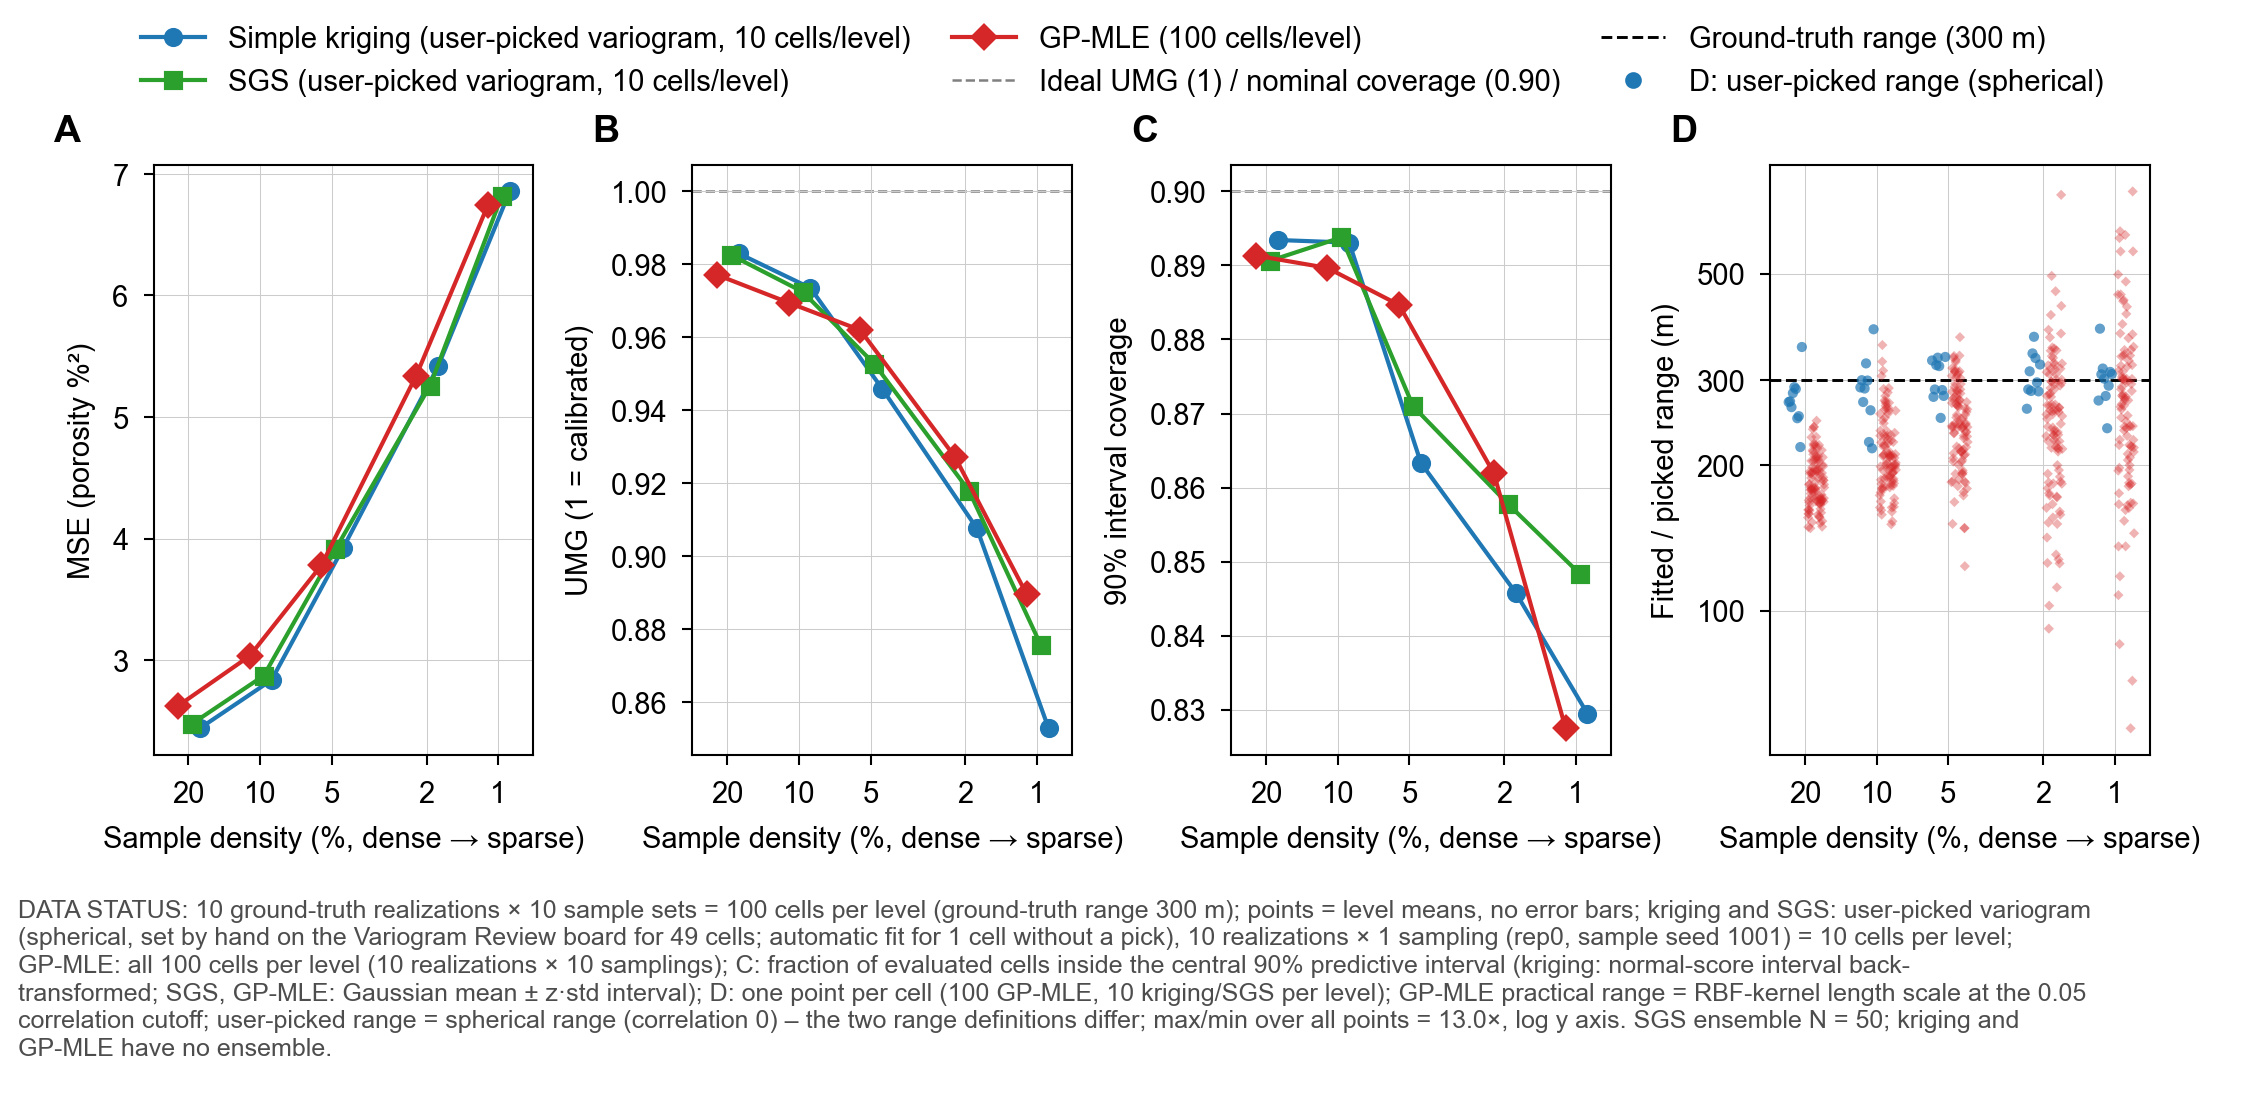 Simple kriging (user-picked variogram, 10 cells/level)
SGS (user-picked variogram, 10 cells/level)
GP-MLE (100 cells/level)
Ideal UMG (1) / nominal coverage (0.90)
Ground-truth range (300 m)
D: user-picked range (spherical)
A
7
6
5
4
3
MSE (porosity %²)
20 10 5 2 1
Sample density (%, dense → sparse)
B
1.00
0.98
0.96
0.94
0.92
0.90
0.88
0.86
UMG (1 = calibrated)
20 10 5 2 1
Sample density (%, dense → sparse)
C
0.90
0.89
0.88
0.87
0.86
0.85
0.84
0.83
90% interval coverage
20 10 5 2 1
Sample density (%, dense → sparse)
D
500
300
200
100
Fitted / picked range (m)
20 10 5 2 1
Sample density (%, dense → sparse)
DATA STATUS: 10 ground-truth realizations × 10 sample sets = 100 cells per level (ground-truth range 300 m); points = level means, no error bars; kriging and SGS: user-picked variogram
(spherical, set by hand on the Variogram Review board for 49 cells; automatic fit for 1 cell without a pick), 10 realizations × 1 sampling (rep0, sample seed 1001) = 10 cells per level;
GP-MLE: all 100 cells per level (10 realizations × 10 samplings); C: fraction of evaluated cells inside the central 90% predictive interval (kriging: normal-score interval back-
transformed; SGS, GP-MLE: Gaussian mean ± z·std interval); D: one point per cell (100 GP-MLE, 10 kriging/SGS per level); GP-MLE practical range = RBF-kernel length scale at the 0.05
correlation cutoff; user-picked range = spherical range (correlation 0) – the two range definitions differ; max/min over all points = 13.0×, log y axis. SGS ensemble N = 50; kriging and
GP-MLE have no ensemble.